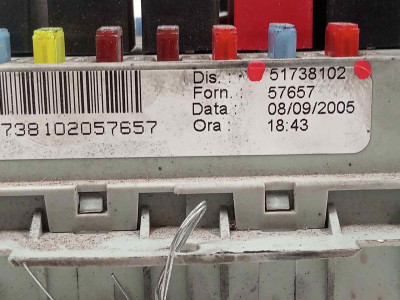 Dis. : 51738102
Forn. : 57657
Data : 08/09/2005
Ora : 18:43
738102057657